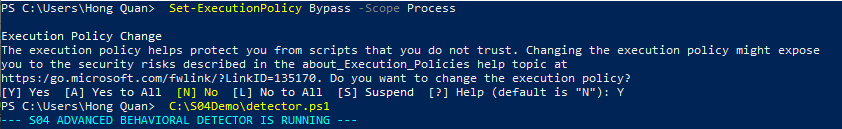 PS C:\Users\Hong Quan>  Set-ExecutionPolicy Bypass -Scope Process
Execution Policy Change
The execution policy helps protect you from scripts that you do not trust. Changing the execution policy might expose
you to the security risks described in the about_Execution_Policies help topic at
https:/go.microsoft.com/fwlink/?LinkID=135170. Do you want to change the execution policy?
[Y] Yes  [A] Yes to All  [N] No  [L] No to All  [S] Suspend  [?] Help (default is "N"): Y
PS C:\Users\Hong Quan>  C:\S04Demo\detector.ps1
--- S04 ADVANCED BEHAVIORAL DETECTOR IS RUNNING ---